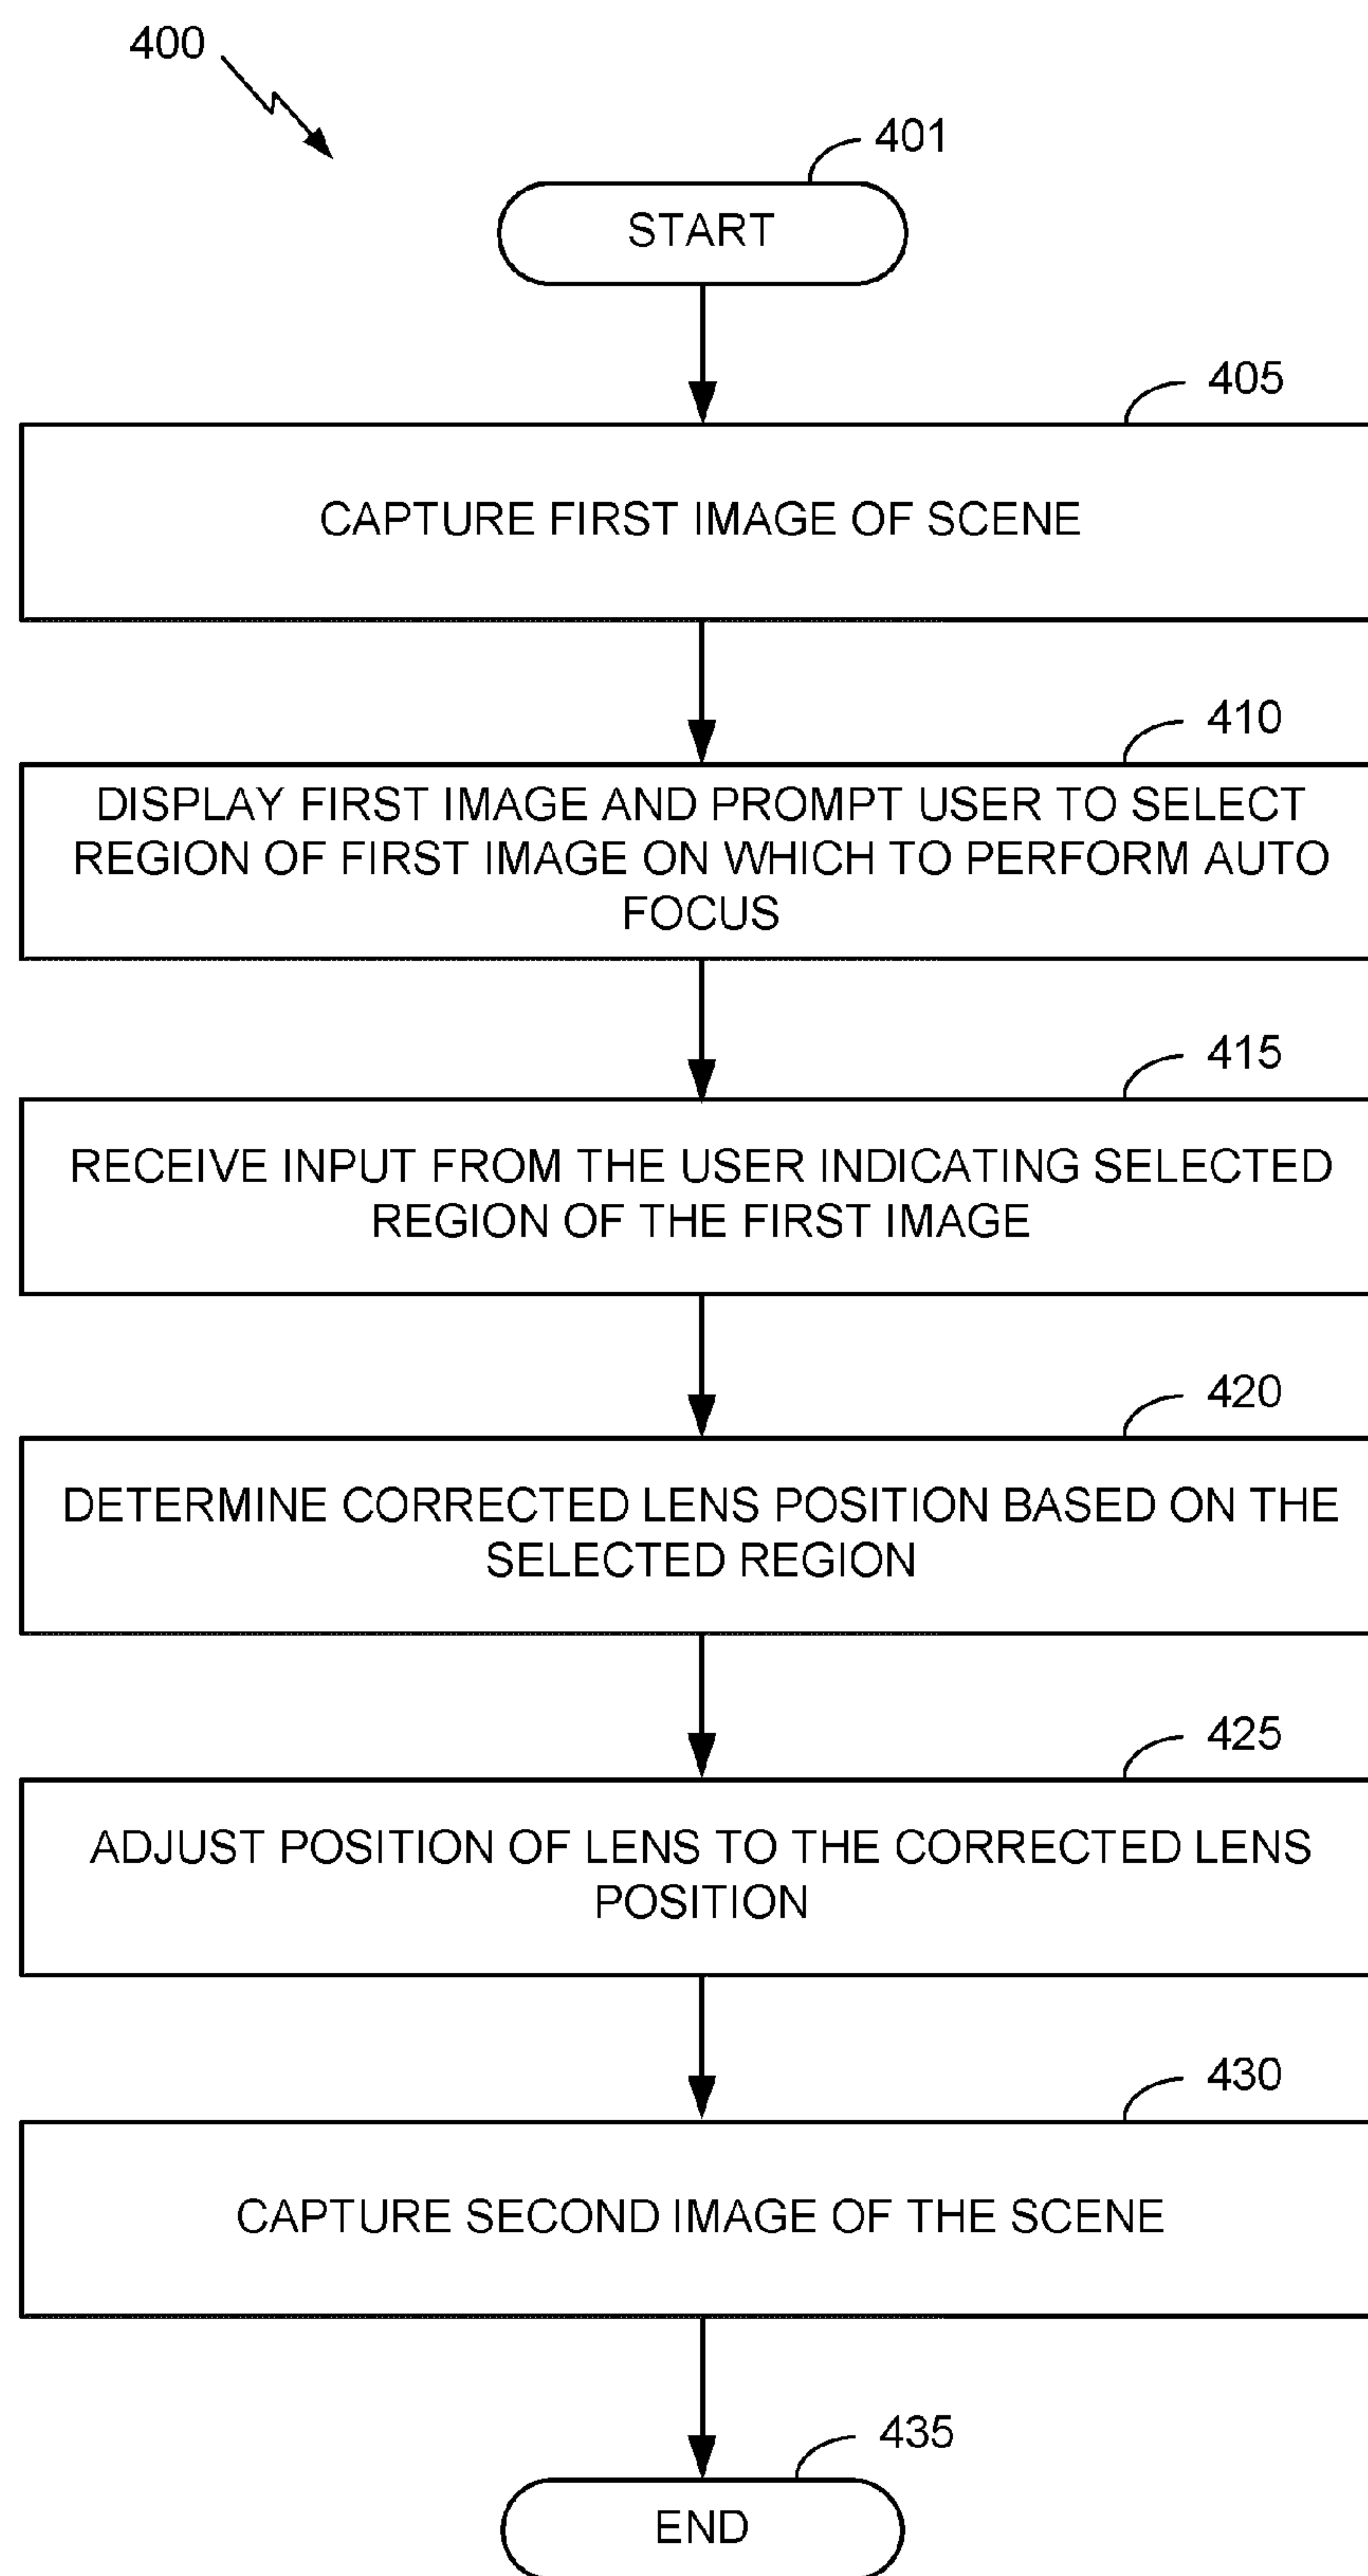 400
401
START
405
CAPTURE FIRST IMAGE OF SCENE
410
DISPLAY FIRST IMAGE AND PROMPT USER TO SELECT
REGION OF FIRST IMAGE ON WHICH TO PERFORM AUTO
FOCUS
415
RECEIVE INPUT FROM THE USER INDICATING SELECTED
REGION OF THE FIRST IMAGE
420
DETERMINE CORRECTED LENS POSITION BASED ON THE
SELECTED REGION
425
ADJUST POSITION OF LENS TO THE CORRECTED LENS
POSITION
430
CAPTURE SECOND IMAGE OF THE SCENE
435
END